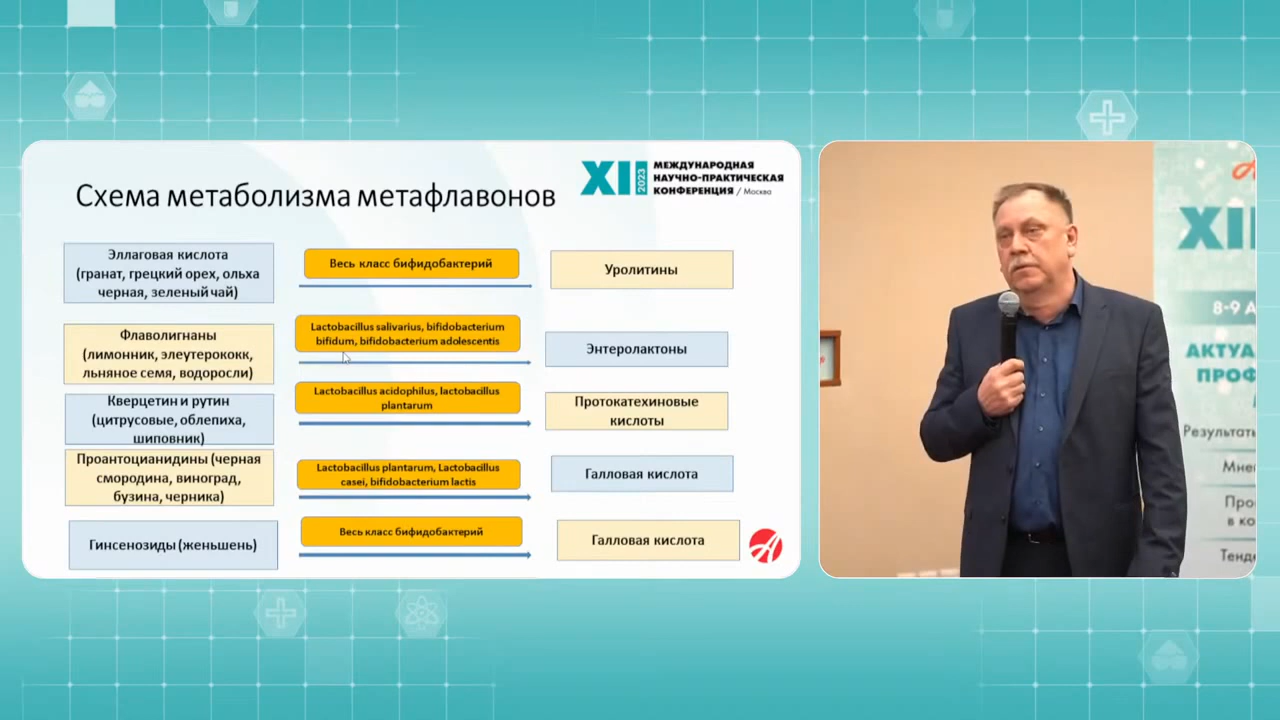 Схема метаболизма метафлавонов
XII 2023
МЕЖДУНАРОДНАЯ
НАУЧНО-ПРАКТИЧЕСКАЯ
КОНФЕРЕНЦИЯ / Москва
Эллаговая кислота
(гранат, грецкий орех, ольха
черная, зеленый чай)
Весь класс бифидобактерий
Уролитины
Флаволигнаны
(лимонник, элеутерококк,
льняное семя, водоросли)
Lactobacillus salivarius, bifidobacterium
bifidum, bifidobacterium adolescentis
Энтеролактоны
Кверцетин и рутин
(цитрусовые, облепиха,
шиповник)
Lactobacillus acidophilus, lactobacillus
plantarum
Протокатехиновые
кислоты
Проантоцианидины (черная
смородина, виноград,
бузина, черника)
Lactobacillus plantarum, Lactobacillus
casei, bifidobacterium lactis
Галловая кислота
Гинсенозиды (женьшень)
Весь класс бифидобактерий
Галловая кислота
XII
8-9 А
АКТУА
ПРОФ
Результаты
Мне
Про
в ко
Тенд